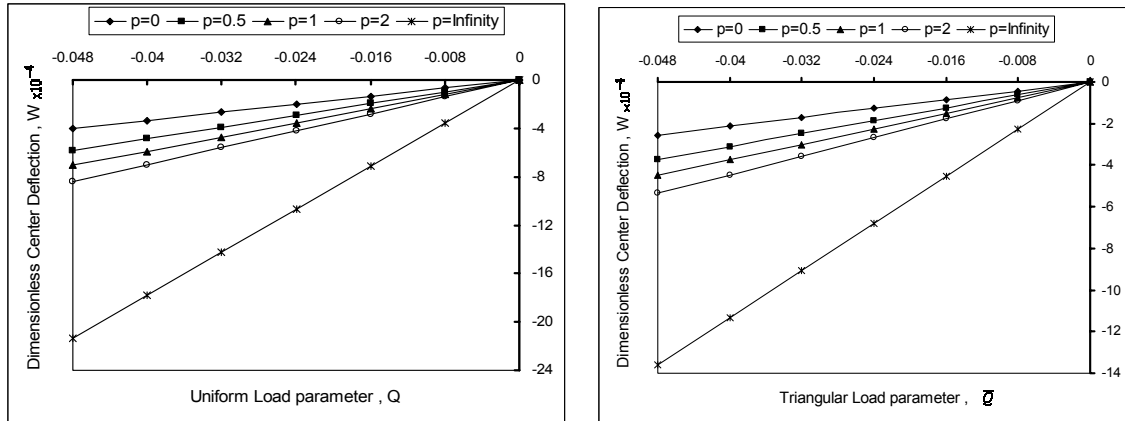 p=0 p=0.5 p=1 p=2 p=Infinity
-0.048 -0.04 -0.032 -0.024 -0.016 -0.008 0
0
-4
-8
-12
-16
-20
-24
Dimensionless Center Deflection , W x10⁻⁴
Uniform Load parameter , Q
p=0 p=0.5 p=1 p=2 p=Infinity
-0.048 -0.04 -0.032 -0.024 -0.016 -0.008 0
0
-2
-4
-6
-8
-10
-12
-14
Dimensionless Center Deflection , W x10⁻⁴
Triangular Load parameter , Q̅